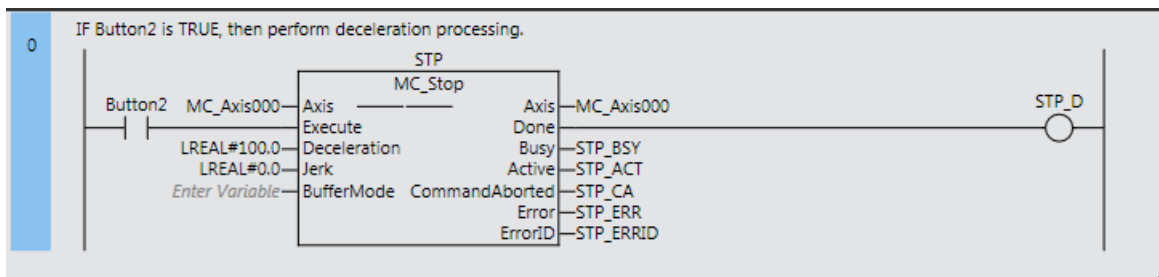 0
IF Button2 is TRUE, then perform deceleration processing.
STP
MC_Stop
Button2 MC_Axis000 Axis Axis MC_Axis000 STP_D
Execute Done
LREAL#100.0 Deceleration Busy STP_BSY
LREAL#0.0 Jerk Active STP_ACT
Enter Variable BufferMode CommandAborted STP_CA
Error STP_ERR
ErrorID STP_ERRID